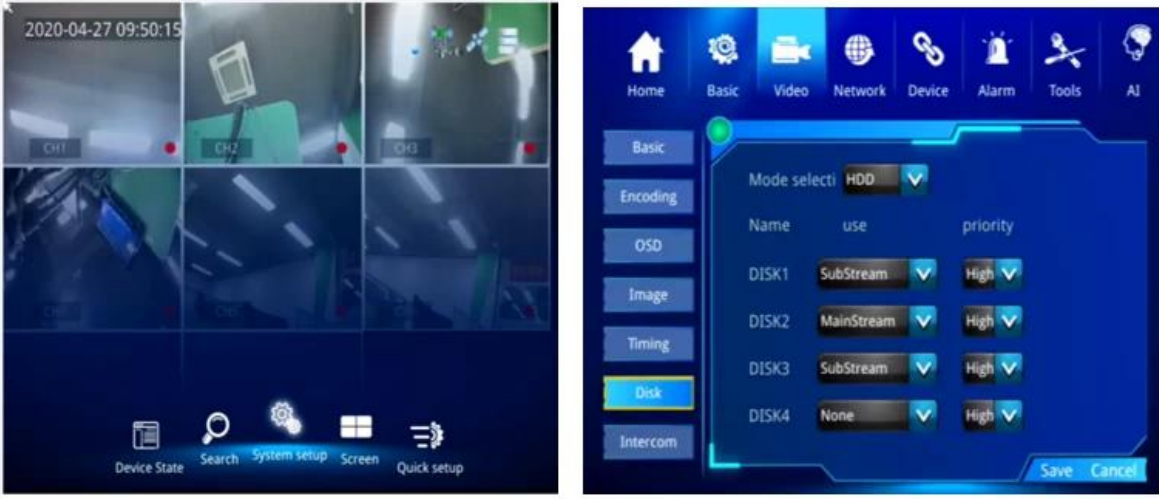 2020-04-27 09:50:15
CH1
CH2
CH3
Device State
Search
System setup
Screen
Quick setup
Home
Basic
Video
Network
Device
Alarm
Tools
AI
Basic
Encoding
OSD
Image
Timing
Disk
Intercom
Mode selecti HDD
Name use priority
DISK1 SubStream High
DISK2 MainStream High
DISK3 SubStream High
DISK4 None High
Save Cancel